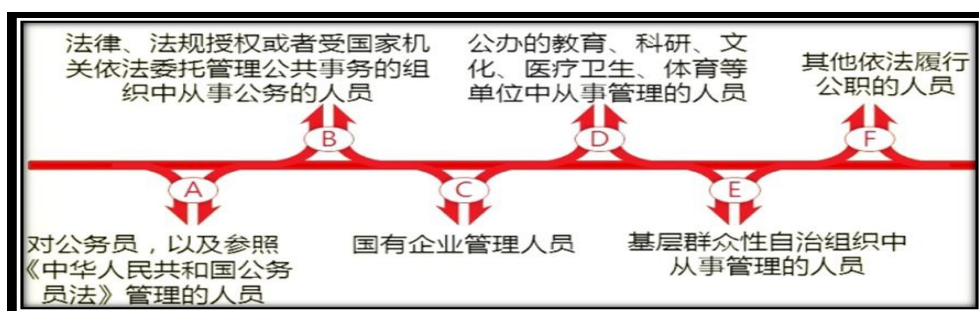 法律、法规授权或者受国家机
关依法委托管理公共事务的组
织中从事公务的人员
公办的教育、科研、文
化、医疗卫生、体育等
单位中从事管理的人员
其他依法履行
公职的人员
B
D
F
A
C
E
对公务员，以及参照
《中华人民共和国公务
员法》管理的人员
国有企业管理人员
基层群众性自治组织中
从事管理的人员